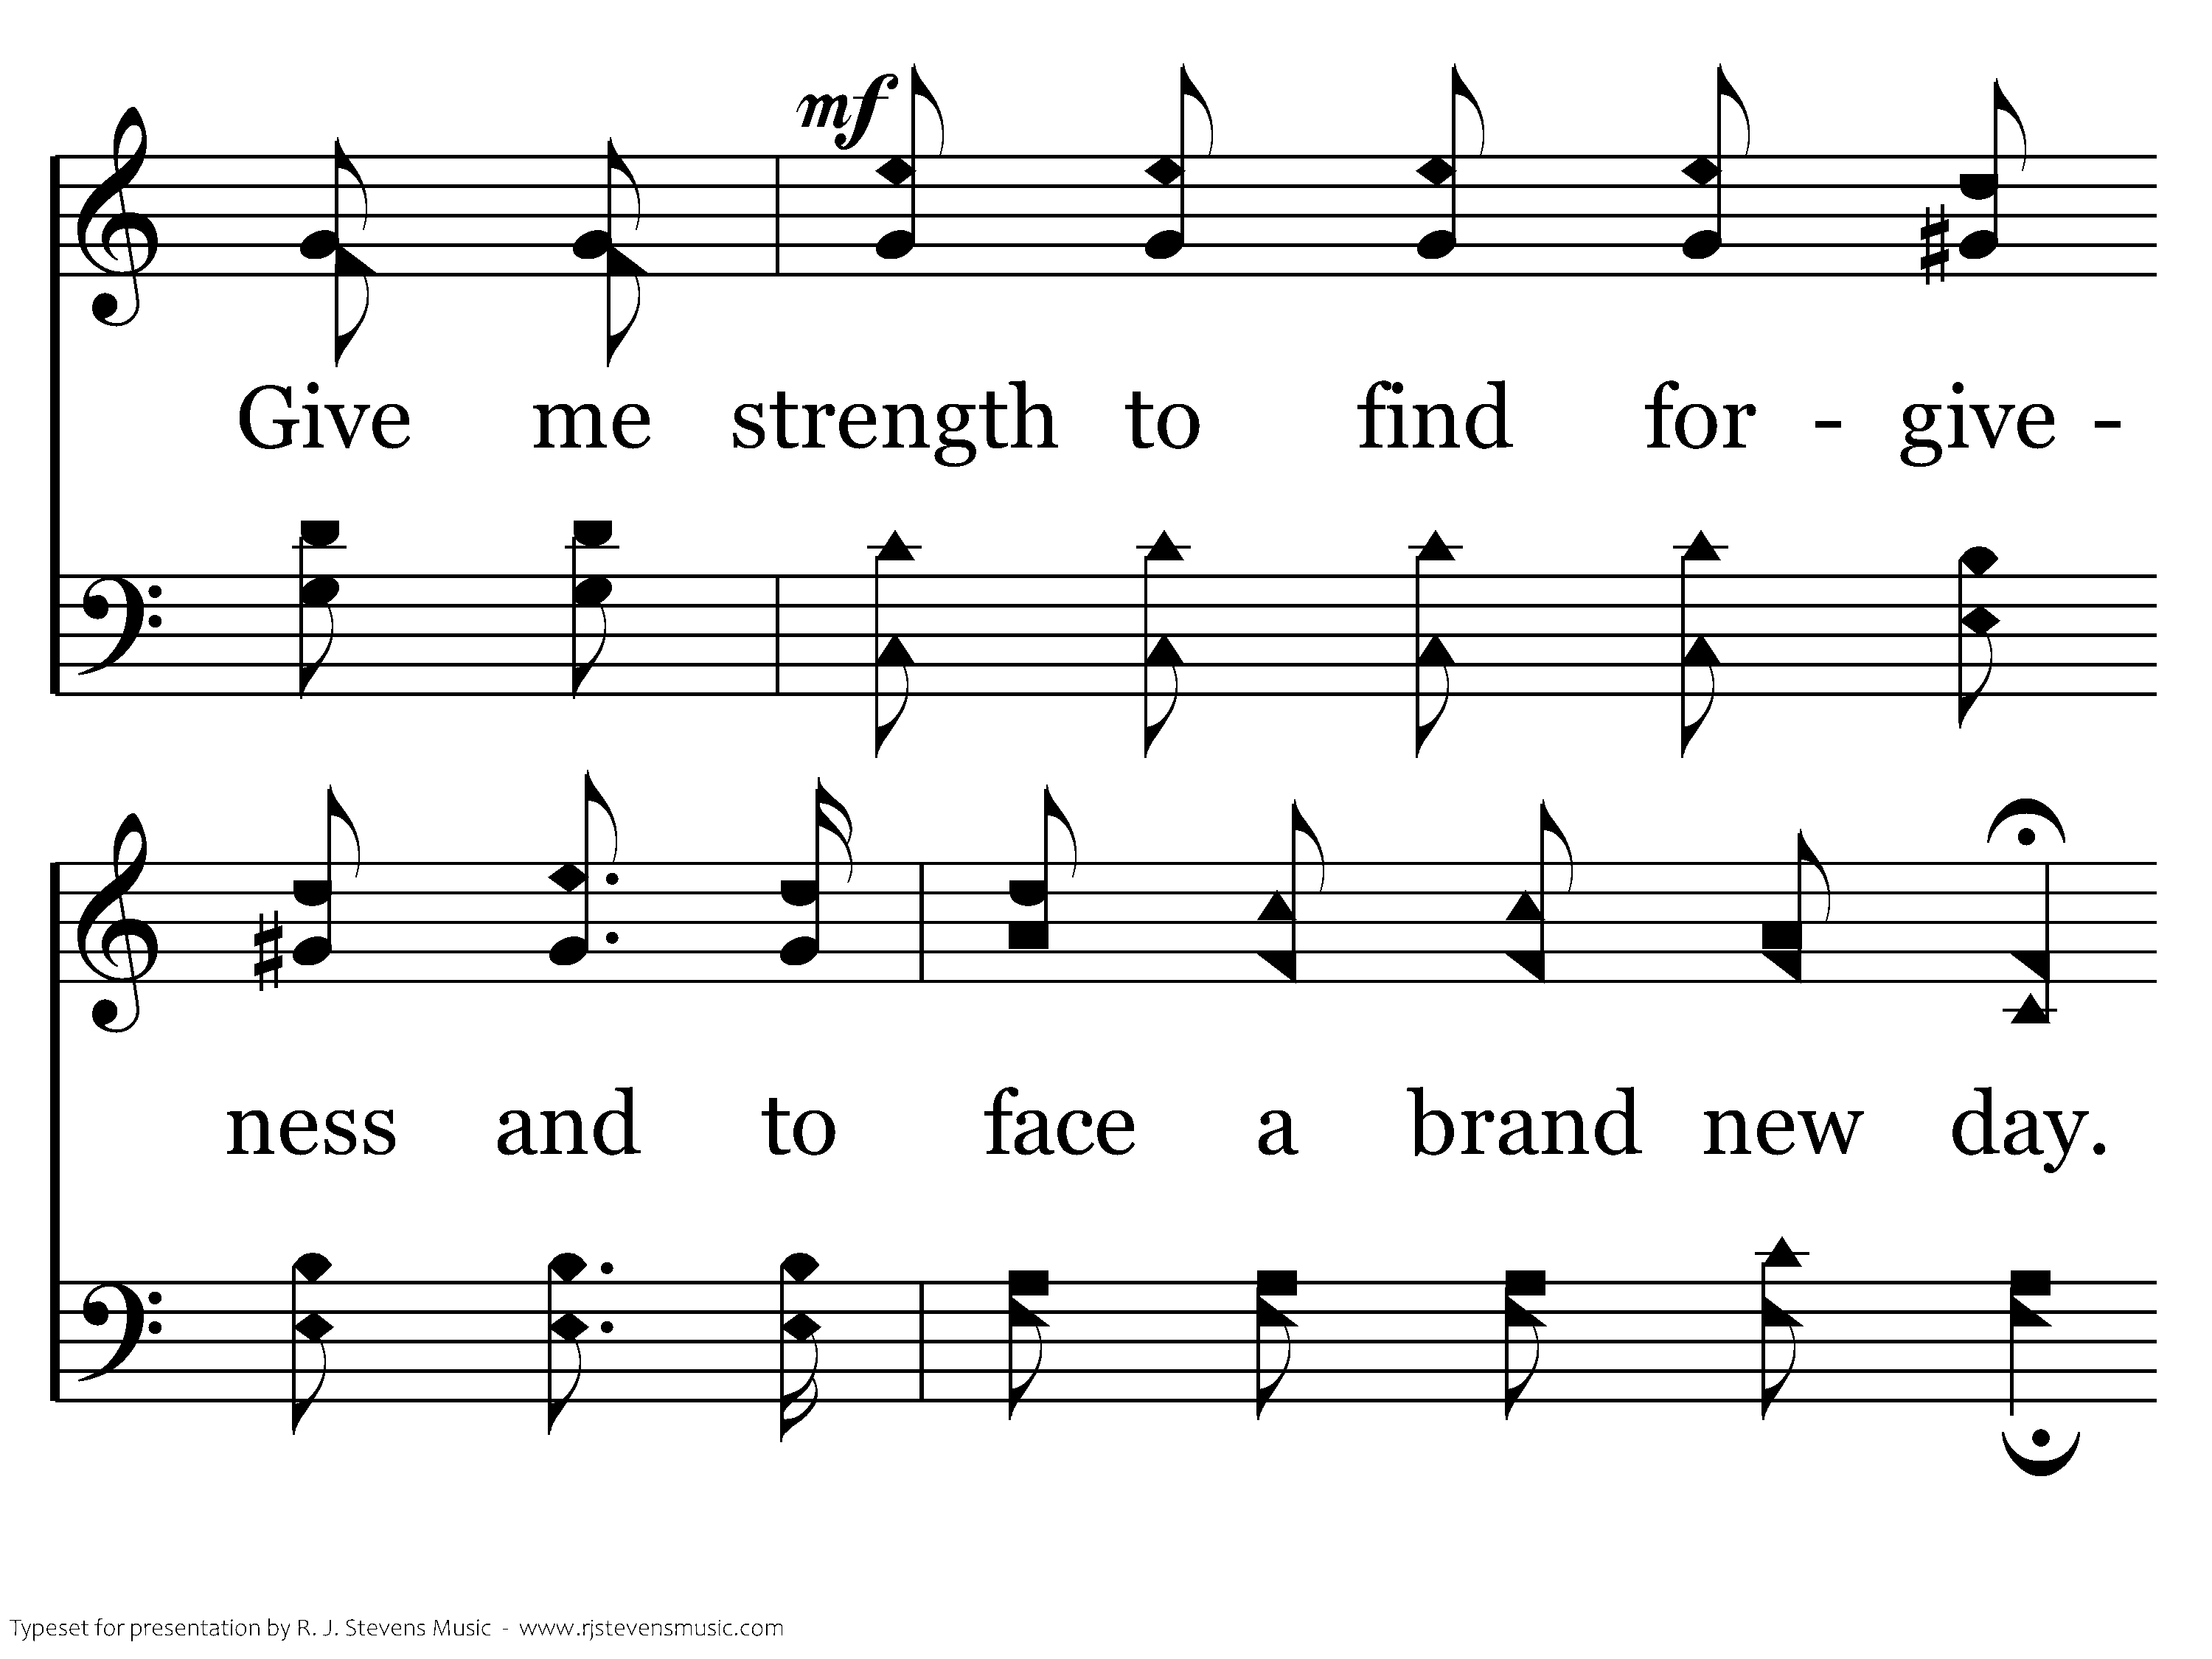 mf
Give me strength to find for - give -
ness and to face a brand new day.
Typeset for presentation by R. J. Stevens Music - www.rjstevensmusic.com